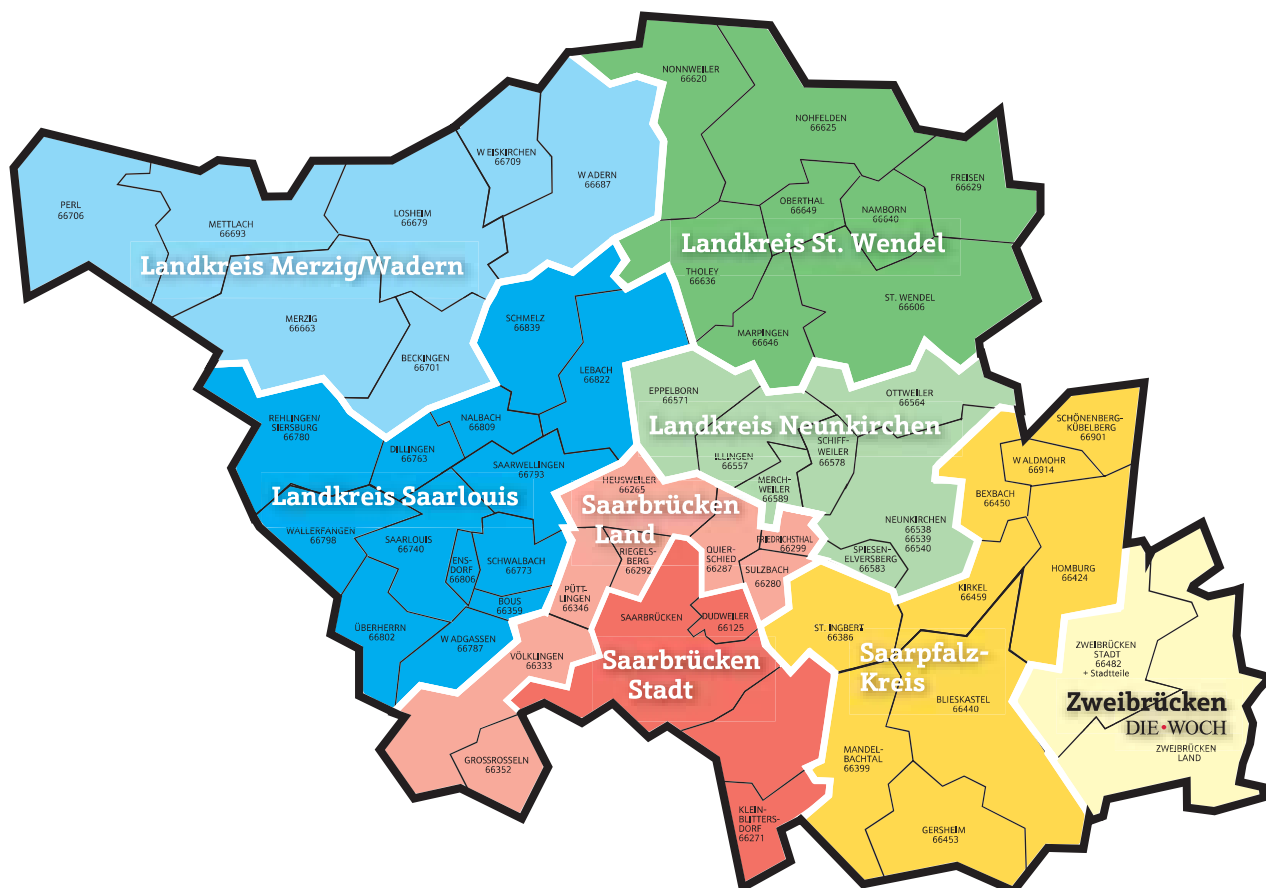 NONNWEILER
66620
NOHFELDEN
66625
FREISEN
66629
OBERTHAL
66649
NAMBORN
66640
Landkreis St. Wendel
THOLEY
66636
ST. WENDEL
66606
MARPINGEN
66646
WEISKIRCHEN
66709
WADERN
66687
PERL
66706
METTLACH
66693
LOSHEIM
66679
Landkreis Merzig/Wadern
MERZIG
66663
BECKINGEN
66701
SCHMELZ
66839
LEBACH
66822
REHLINGEN/
SIERSBURG
66780
NALBACH
66809
DILLINGEN
66763
SAARWELLINGEN
66793
Landkreis Saarlouis
WALLERFANGEN
66798
SAARLOUIS
66740
ENS-
DORF
66806
SCHWALBACH
66773
BOUS
66359
ÜBERHERRN
66802
WADGASSEN
66787
EPPELBORN
66571
OTTWEILER
66564
Landkreis Neunkirchen
ILLINGEN
66557
SCHIFF-
WEILER
66578
MERCH-
WEILER
66589
NEUNKIRCHEN
66538
66539
66540
SPIESEN-
ELVERSBERG
66583
HEUSWEILER
66265
Saarbrücken
Land
RIEGELS-
BERG
66292
QUIER-
SCHIED
66287
FRIEDRICHSTHAL
66299
SULZBACH
66280
PÜTT-
LINGEN
66346
VÖLKLINGEN
66333
GROSSROSSELN
66352
SAARBRÜCKEN
DUDWEILER
66125
Saarbrücken
Stadt
KLEIN-
BLITTERS-
DORF
66271
SCHÖNENBERG-
KÜBELBERG
66901
WALDMOHR
66914
BEXBACH
66450
HOMBURG
66424
KIRKEL
66459
ST. INGBERT
66386
Saarpfalz-
Kreis
BLIESKASTEL
66440
MANDEL-
BACHTAL
66399
GERSHEIM
66453
ZWEIBRÜCKEN
STADT
66482
+ Stadtteile
Zweibrücken
DIE•WOCH
ZWEIBRÜCKEN
LAND